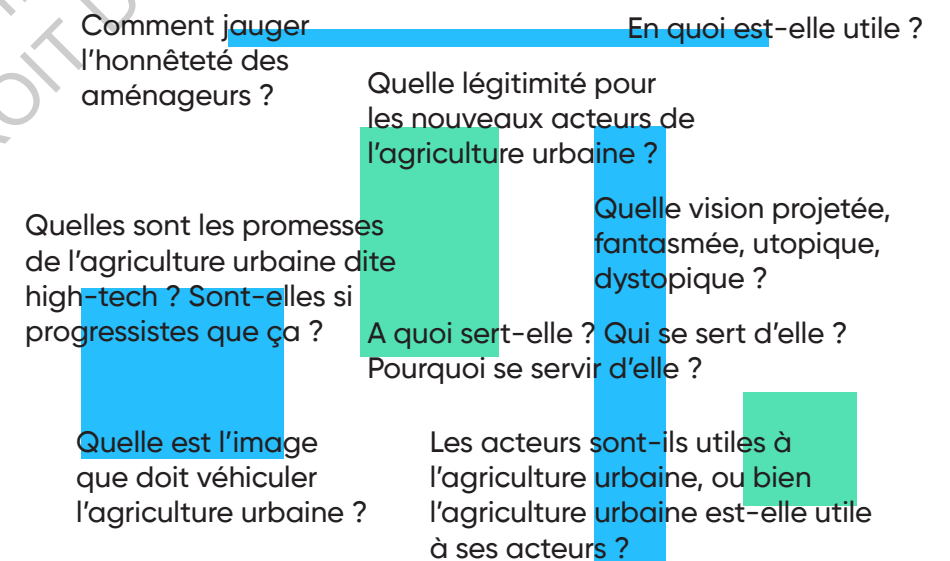 Comment jauger
l'honnêteté des
aménageurs ?
En quoi est-elle utile ?
Quelle légitimité pour
les nouveaux acteurs de
l'agriculture urbaine ?
Quelle vision projetée,
fantasmée, utopique,
dystopique ?
Quelles sont les promesses
de l'agriculture urbaine dite
high-tech ? Sont-elles si
progressistes que ça ?
A quoi sert-elle ? Qui se sert d'elle ?
Pourquoi se servir d'elle ?
Quelle est l'image
que doit véhiculer
l'agriculture urbaine ?
Les acteurs sont-ils utiles à
l'agriculture urbaine, ou bien
l'agriculture urbaine est-elle utile
à ses acteurs ?